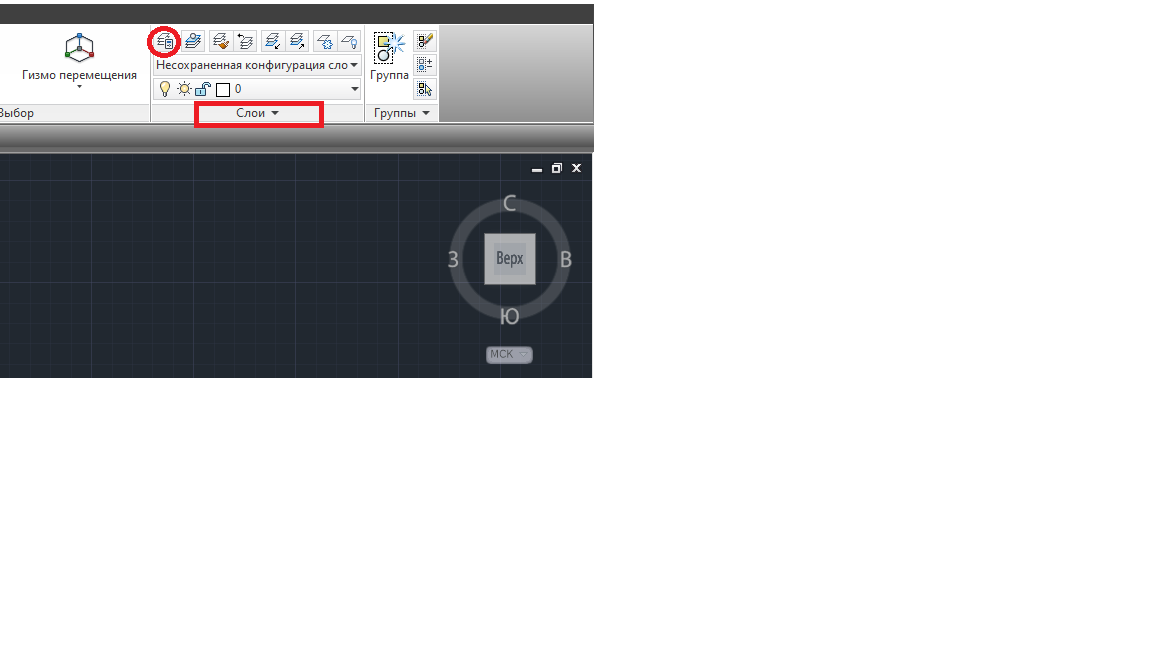 Гизмо перемещения
Несохраненная конфигурация сло
0
Группа
Выбор
Слои
Группы
С
З
Верх
В
Ю
МСК